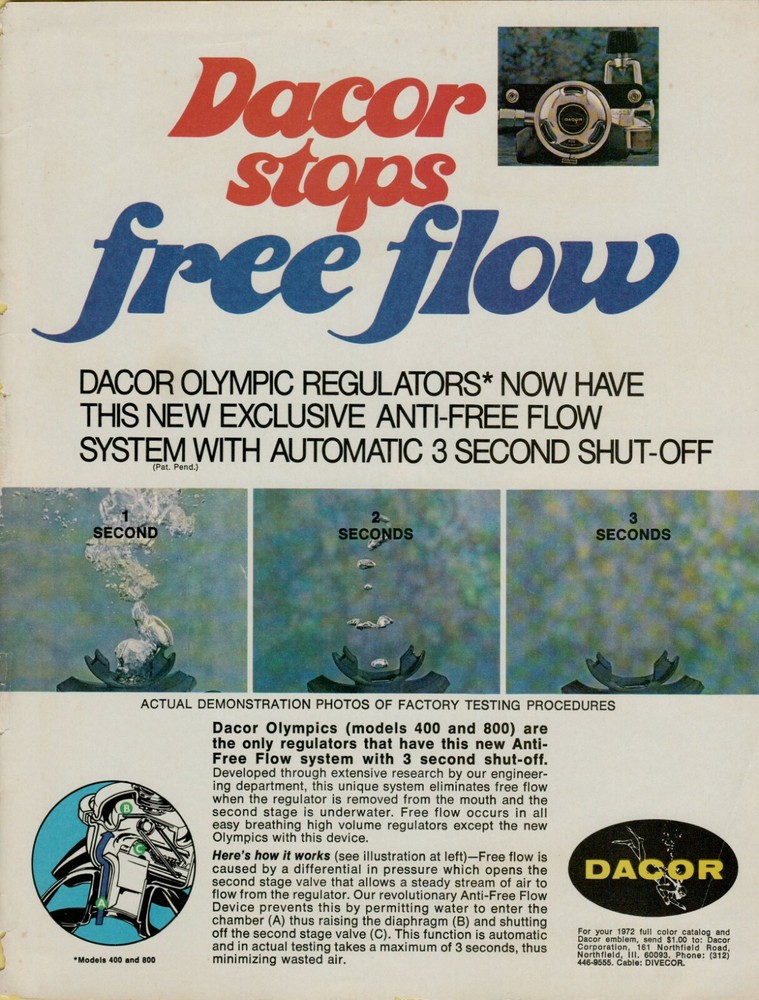 Dacor
stops
free flow
DACOR
DACOR OLYMPIC REGULATORS* NOW HAVE
THIS NEW EXCLUSIVE ANTI-FREE FLOW
SYSTEM WITH AUTOMATIC 3 SECOND SHUT-OFF
(Pat. Pend.)
1
SECOND
2
SECONDS
3
SECONDS
ACTUAL DEMONSTRATION PHOTOS OF FACTORY TESTING PROCEDURES
Dacor Olympics (models 400 and 800) are
the only regulators that have this new Anti-
Free Flow system with 3 second shut-off.
Developed through extensive research by our engineer-
ing department, this unique system eliminates free flow
when the regulator is removed from the mouth and the
second stage is underwater. Free flow occurs in all
easy breathing high volume regulators except the new
Olympics with this device.
Here's how it works (see illustration at left)—Free flow is
caused by a differential in pressure which opens the
second stage valve that allows a steady stream of air to
flow from the regulator. Our revolutionary Anti-Free Flow
Device prevents this by permitting water to enter the
chamber (A) thus raising the diaphragm (B) and shutting
off the second stage valve (C). This function is automatic
and in actual testing takes a maximum of 3 seconds, thus
minimizing wasted air.
B
C
A
*Models 400 and 800
DACOR
For your 1972 full color catalog and
Dacor emblem, send $1.00 to: Dacor
Corporation, 161 Northfield Road,
Northfield, Ill. 60093. Phone: (312)
446-9555. Cable: DIVECOR.